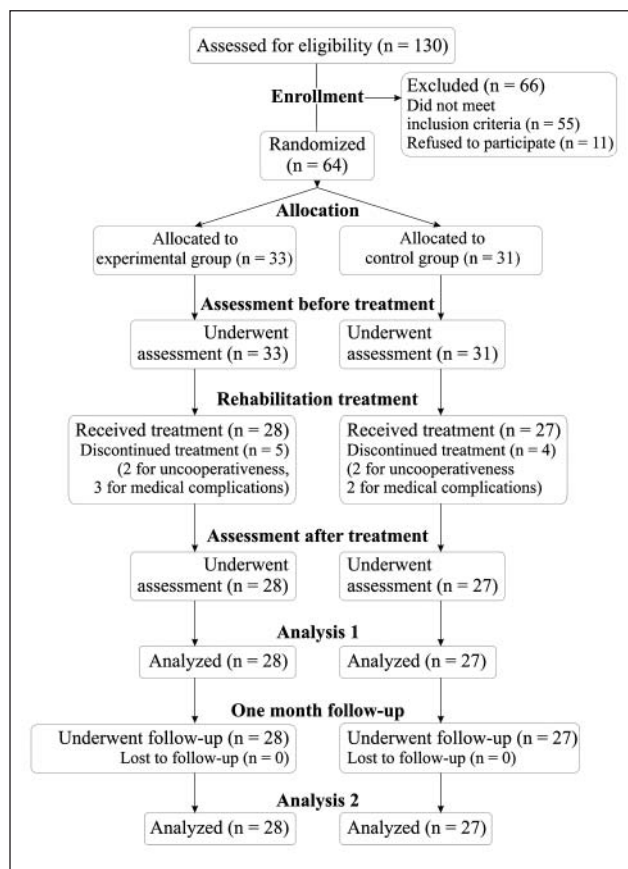 Assessed for eligibility (n = 130)
Enrollment
Excluded (n = 66)
Did not meet
inclusion criteria (n = 55)
Refused to participate (n = 11)
Randomized
(n = 64)
Allocation
Allocated to
experimental group (n = 33)
Allocated to
control group (n = 31)
Assessment before treatment
Underwent
assessment (n = 33)
Underwent
assessment (n = 31)
Rehabilitation treatment
Received treatment (n = 28)
Discontinued treatment (n = 5)
(2 for uncooperativeness,
3 for medical complications)
Received treatment (n = 27)
Discontinued treatment (n = 4)
(2 for uncooperativeness
2 for medical complications)
Assessment after treatment
Underwent
assessment (n = 28)
Underwent
assessment (n = 27)
Analysis 1
Analyzed (n = 28)
Analyzed (n = 27)
One month follow-up
Underwent follow-up (n = 28)
Lost to follow-up (n = 0)
Underwent follow-up (n = 27)
Lost to follow-up (n = 0)
Analysis 2
Analyzed (n = 28)
Analyzed (n = 27)